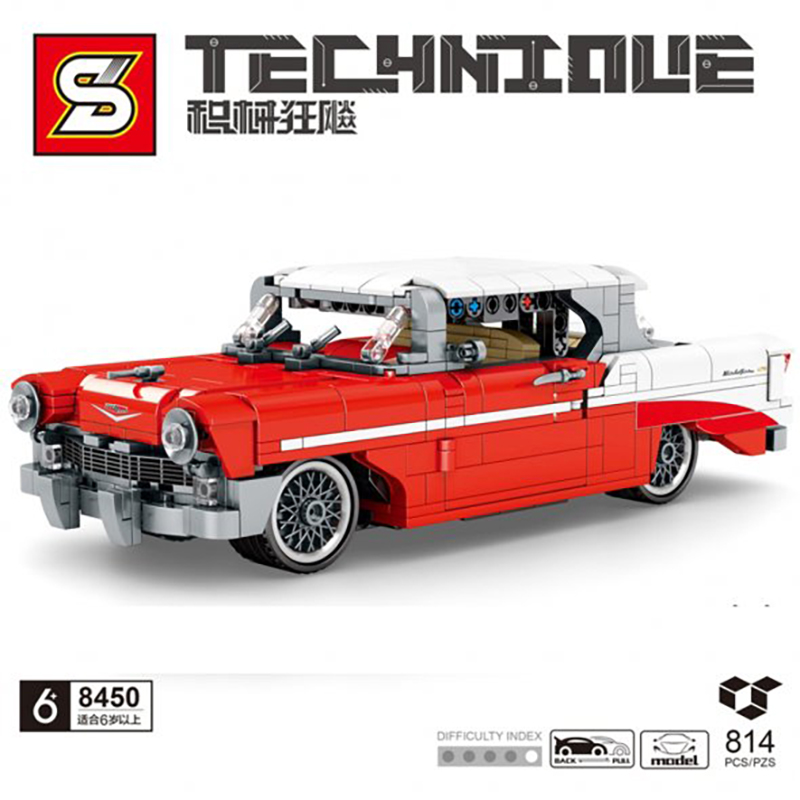 S
TECHNIQUE
积械狂飚
6+
8450
适合6岁以上
DIFFICULTY INDEX
BACK PULL
model
814
PCS/PZS